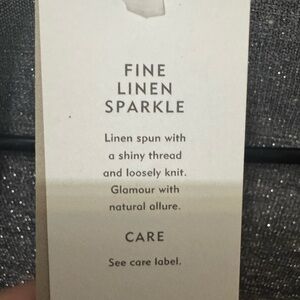 FINE
LINEN
SPARKLE
Linen spun with
a shiny thread
and loosely knit.
Glamour with
natural allure.
CARE
See care label.